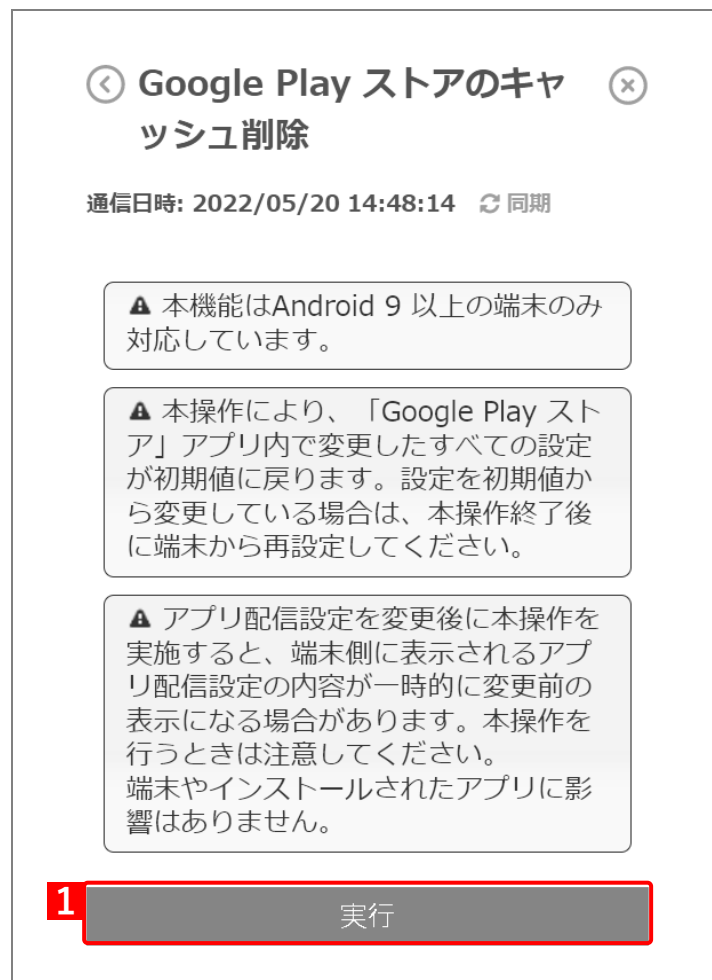 Google Play ストアのキャ
ッシュ削除
通信日時: 2022/05/20 14:48:14 同期
本機能はAndroid 9 以上の端末のみ
対応しています。
本操作により、「Google Play スト
ア」アプリ内で変更したすべての設定
が初期値に戻ります。設定を初期値か
ら変更している場合は、本操作終了後
に端末から再設定してください。
アプリ配信設定を変更後に本操作を
実施すると、端末側に表示されるアプ
リ配信設定の内容が一時的に変更前の
表示になる場合があります。本操作を
行うときは注意してください。
端末やインストールされたアプリに影
響はありません。
1
実行